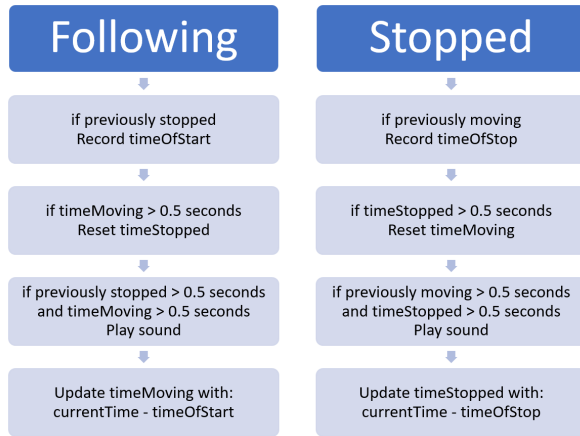 Following
if previously stopped
Record timeOfStart
if timeMoving > 0.5 seconds
Reset timeStopped
if previously stopped > 0.5 seconds
and timeMoving > 0.5 seconds
Play sound
Update timeMoving with:
currentTime - timeOfStart
Stopped
if previously moving
Record timeOfStop
if timeStopped > 0.5 seconds
Reset timeMoving
if previously moving > 0.5 seconds
and timeStopped > 0.5 seconds
Play sound
Update timeStopped with:
currentTime - timeOfStop